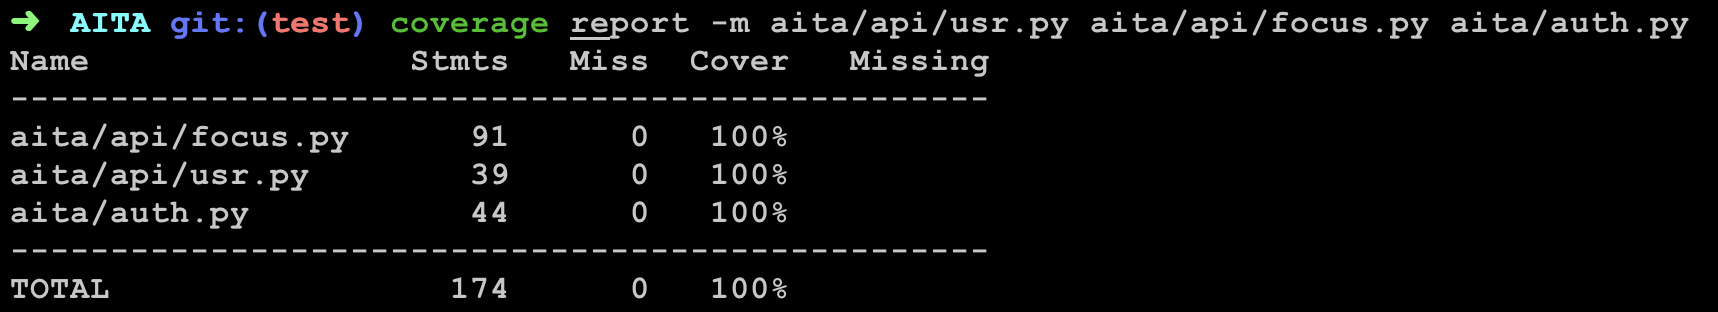 ➜ AITA git:(test) coverage report -m aita/api/usr.py aita/api/focus.py aita/auth.py
Name                Stmts   Miss  Cover   Missing
-------------------------------------------------
aita/api/focus.py      91      0   100%
aita/api/usr.py        39      0   100%
aita/auth.py           44      0   100%
-------------------------------------------------
TOTAL                 174      0   100%